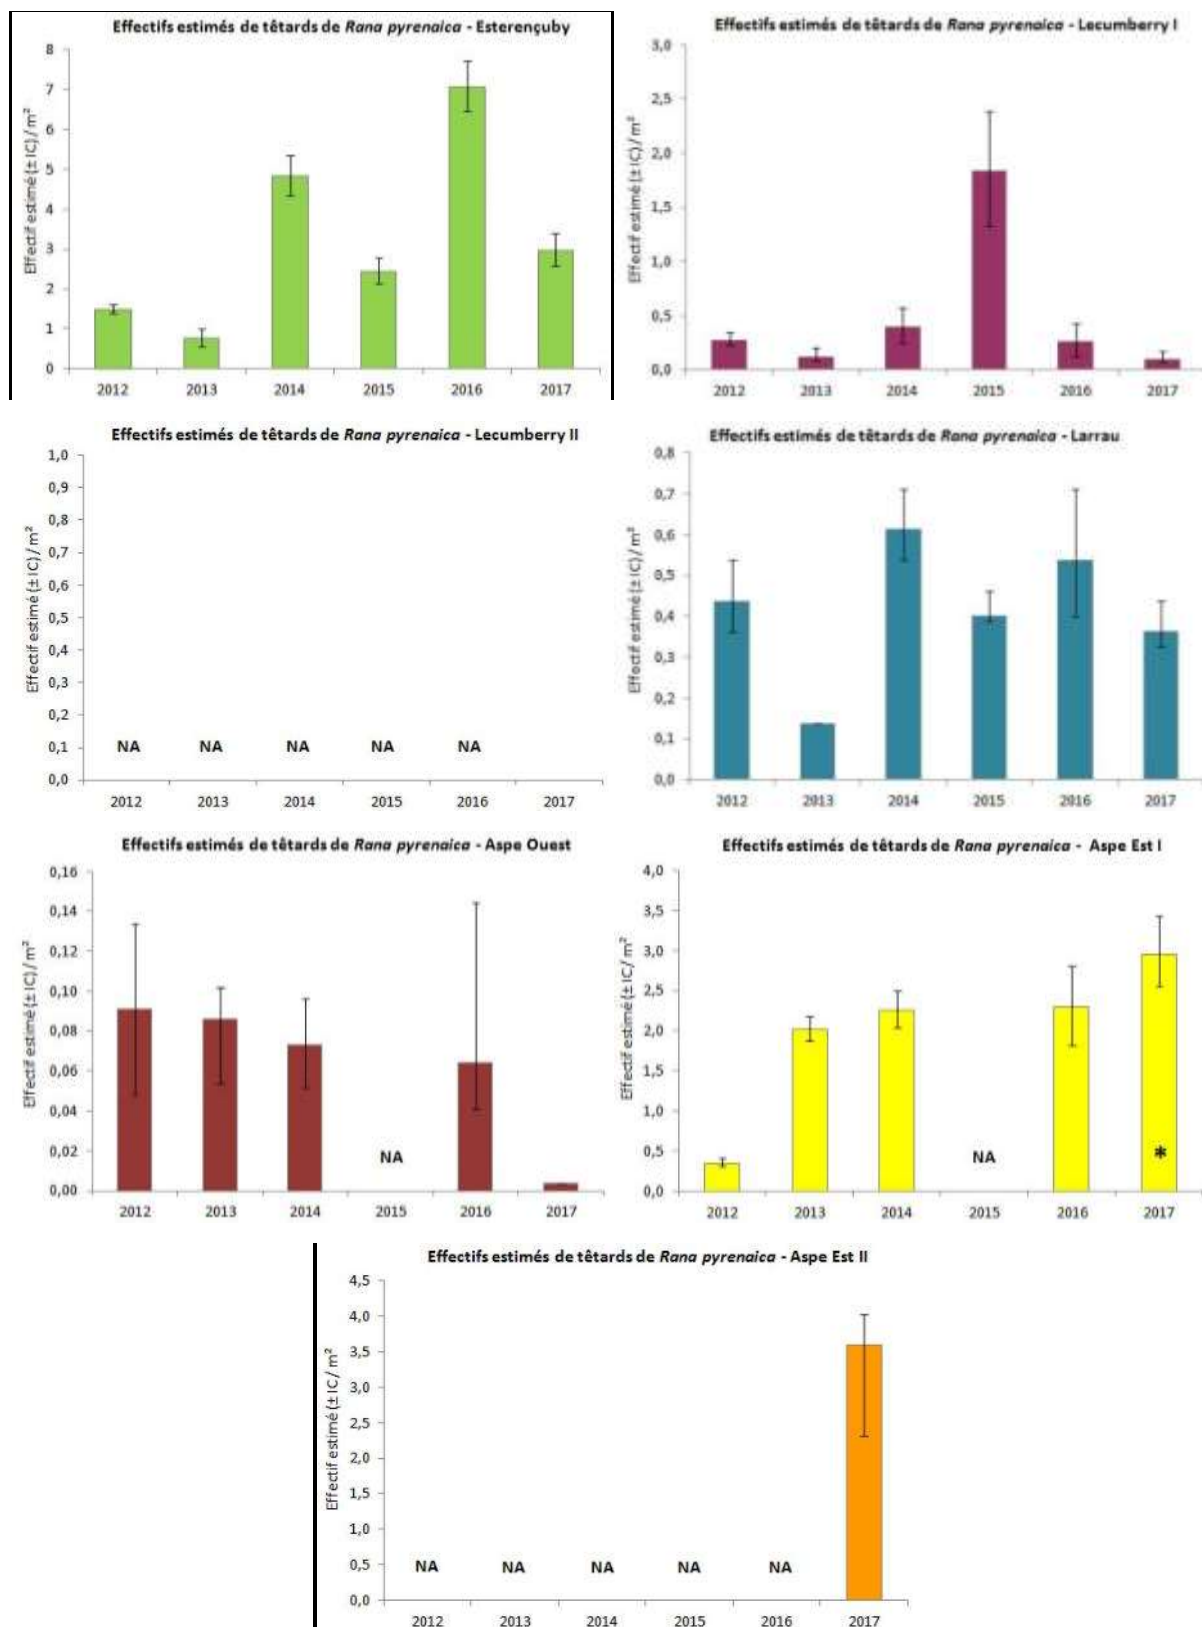 Effectifs estimés de têtards de Rana pyrenaica - Esterençuby
Effectif estimé (± IC) / m²
8
7
6
5
4
3
2
1
0
2012 2013 2014 2015 2016 2017
Effectifs estimés de têtards de Rana pyrenaica - Lecumberry I
Effectif estimé (± IC) / m²
3,0
2,5
2,0
1,5
1,0
0,5
0,0
2012 2013 2014 2015 2016 2017
Effectifs estimés de têtards de Rana pyrenaica - Lecumberry II
Effectif estimé (± IC) / m²
1,0
0,9
0,8
0,7
0,6
0,5
0,4
0,3
0,2
0,1
0,0
NA NA NA NA NA
2012 2013 2014 2015 2016 2017
Effectifs estimés de têtards de Rana pyrenaica - Larrau
Effectif estimé (± IC) / m²
0,8
0,7
0,6
0,5
0,4
0,3
0,2
0,1
0,0
2012 2013 2014 2015 2016 2017
Effectifs estimés de têtards de Rana pyrenaica - Aspe Ouest
Effectif estimé (± IC) / m²
0,16
0,14
0,12
0,10
0,08
0,06
0,04
0,02
0,00
NA
2012 2013 2014 2015 2016 2017
Effectifs estimés de têtards de Rana pyrenaica - Aspe Est I
Effectif estimé (± IC/ m²
4,0
3,5
3,0
2,5
2,0
1,5
1,0
0,5
0,0
NA *
2012 2013 2014 2015 2016 2017
Effectifs estimés de têtards de Rana pyrenaica - Aspe Est II
Effectif estimé (± IC/ m²
4,5
4,0
3,5
3,0
2,5
2,0
1,5
1,0
0,5
0,0
NA NA NA NA NA
2012 2013 2014 2015 2016 2017